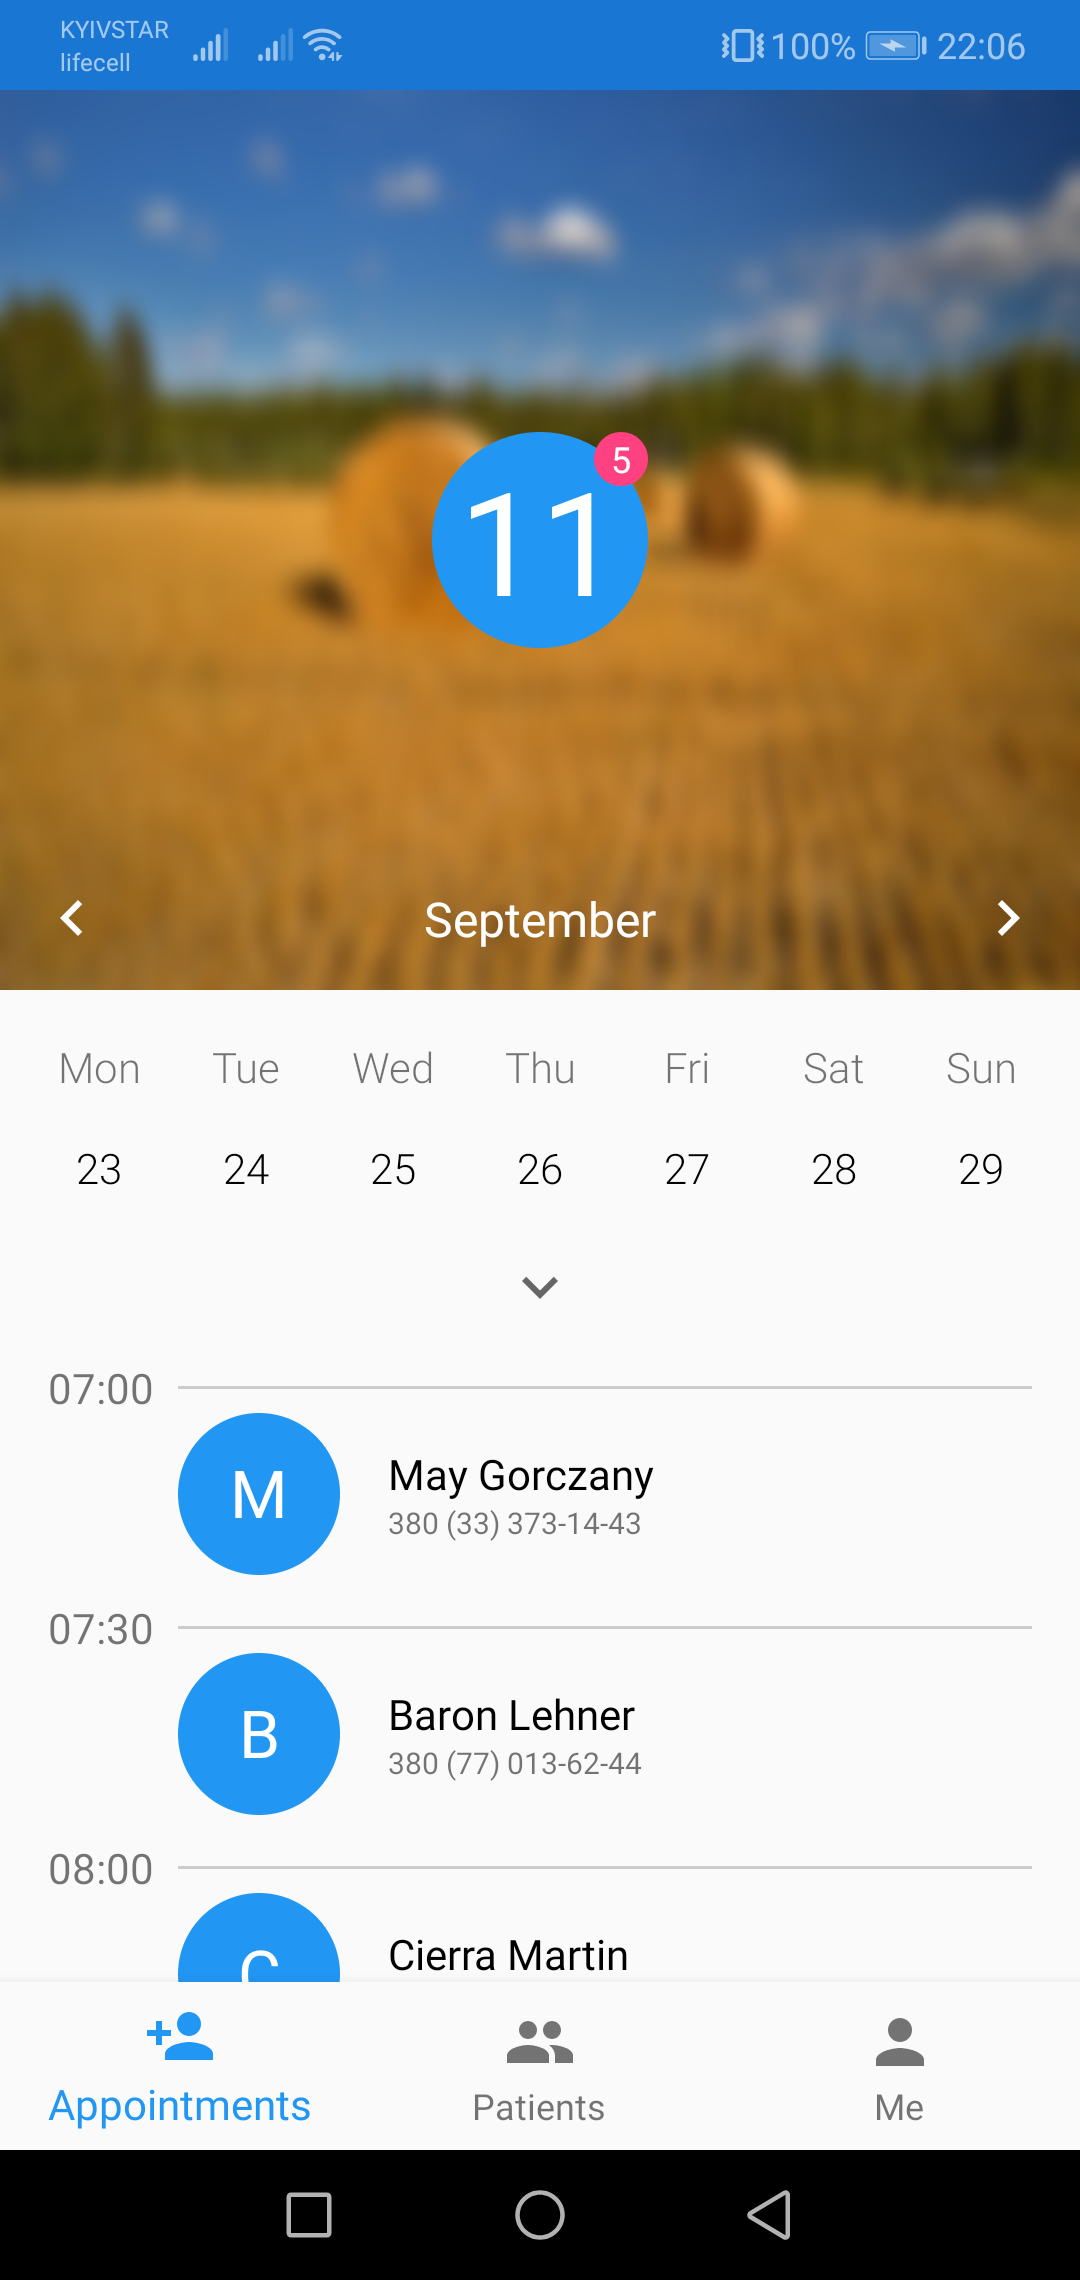 KYIVSTAR
lifecell
100% 22:06
5
11
September
Mon Tue Wed Thu Fri Sat Sun
23 24 25 26 27 28 29
07:00
M
May Gorczany
380 (33) 373-14-43
07:30
B
Baron Lehner
380 (77) 013-62-44
08:00
C
Cierra Martin
Appointments Patients Me